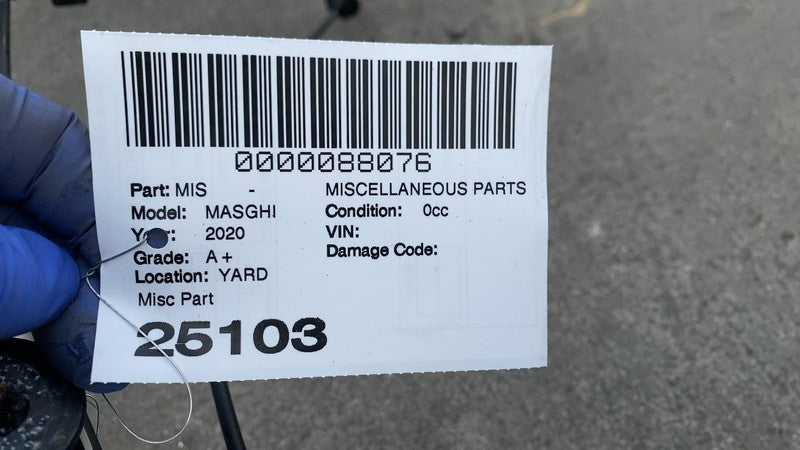 0000088076
Part: MIS - MISCELLANEOUS PARTS
Model: MASGHI Condition: 0cc
Year: 2020 VIN:
Grade: A+ Damage Code:
Location: YARD
Misc Part
25103